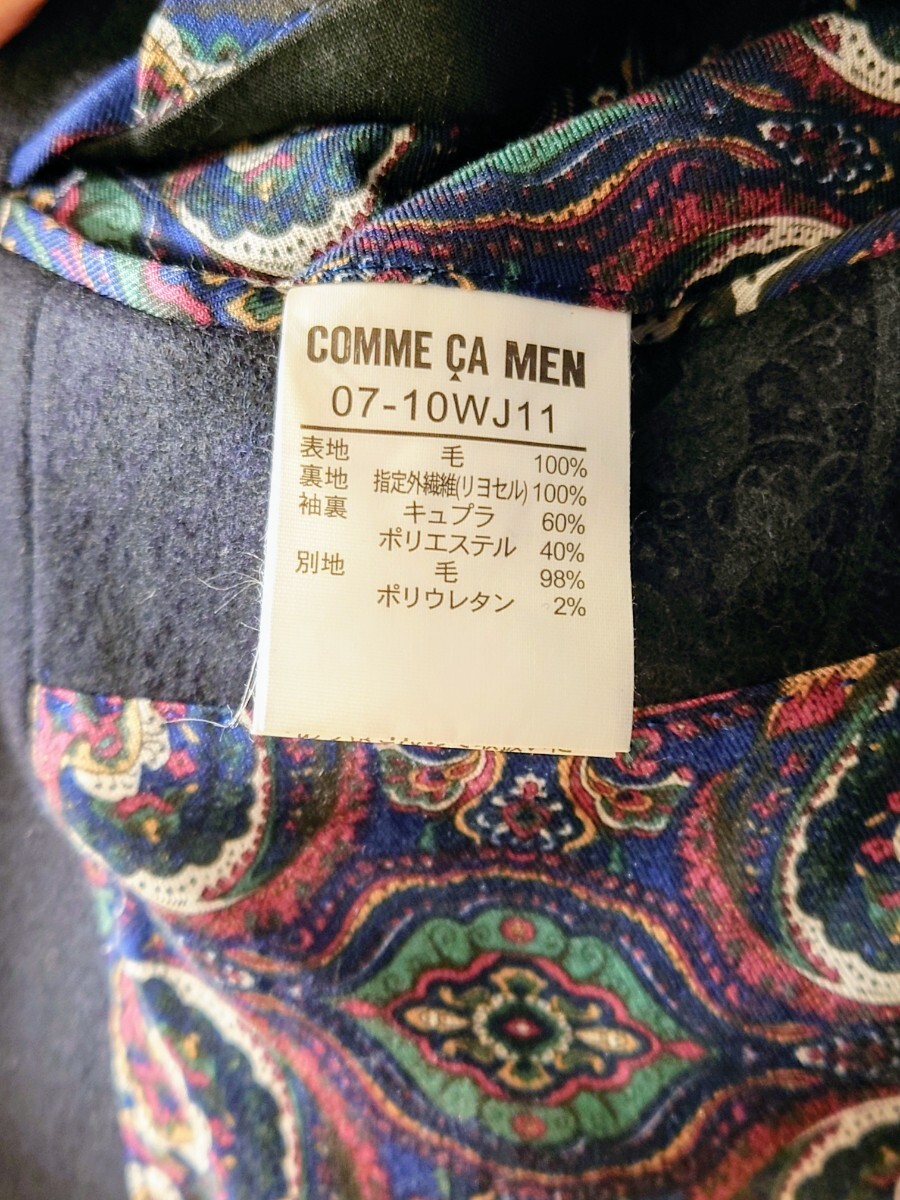 COMME ÇA MEN
07-10WJ11
表地 毛 100%
裏地 指定外繊維(リヨセル) 100%
袖裏 キュプラ 60%
ポリエステル 40%
別地 毛 98%
ポリウレタン 2%